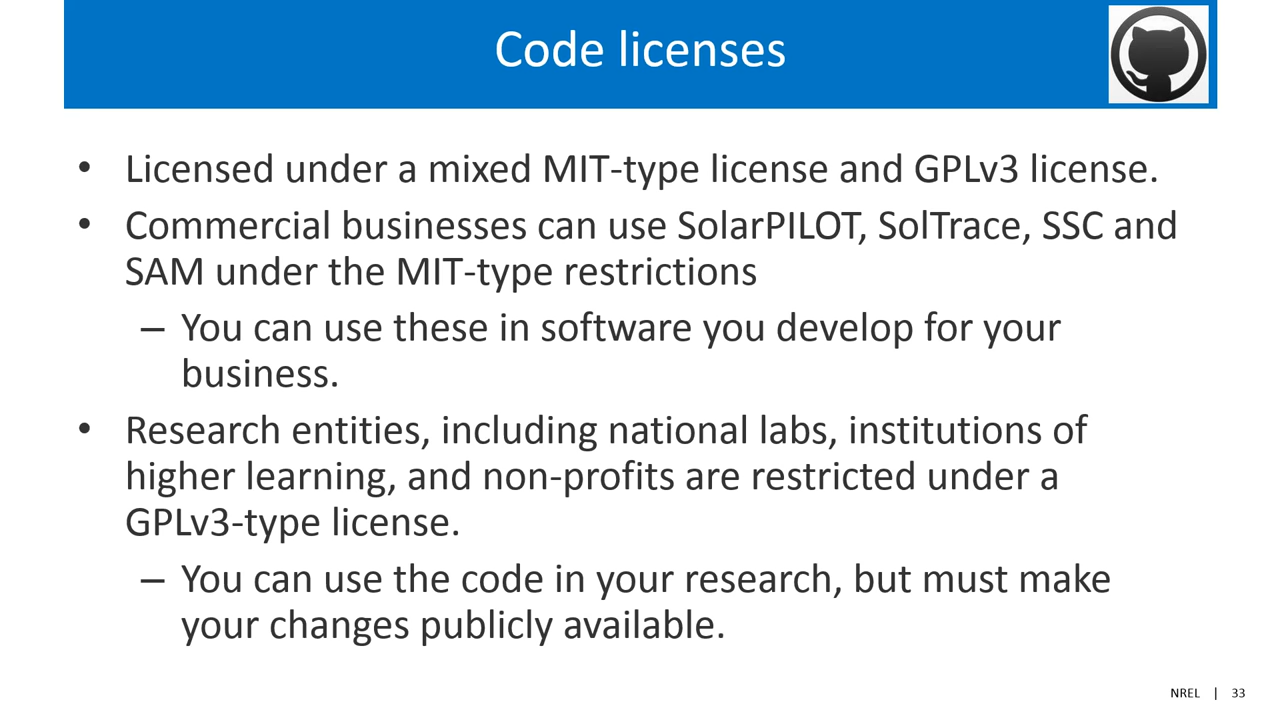 Code licenses
• Licensed under a mixed MIT-type license and GPLv3 license.
• Commercial businesses can use SolarPILOT, SolTrace, SSC and
SAM under the MIT-type restrictions
– You can use these in software you develop for your
business.
• Research entities, including national labs, institutions of
higher learning, and non-profits are restricted under a
GPLv3-type license.
– You can use the code in your research, but must make
your changes publicly available.
NREL | 33